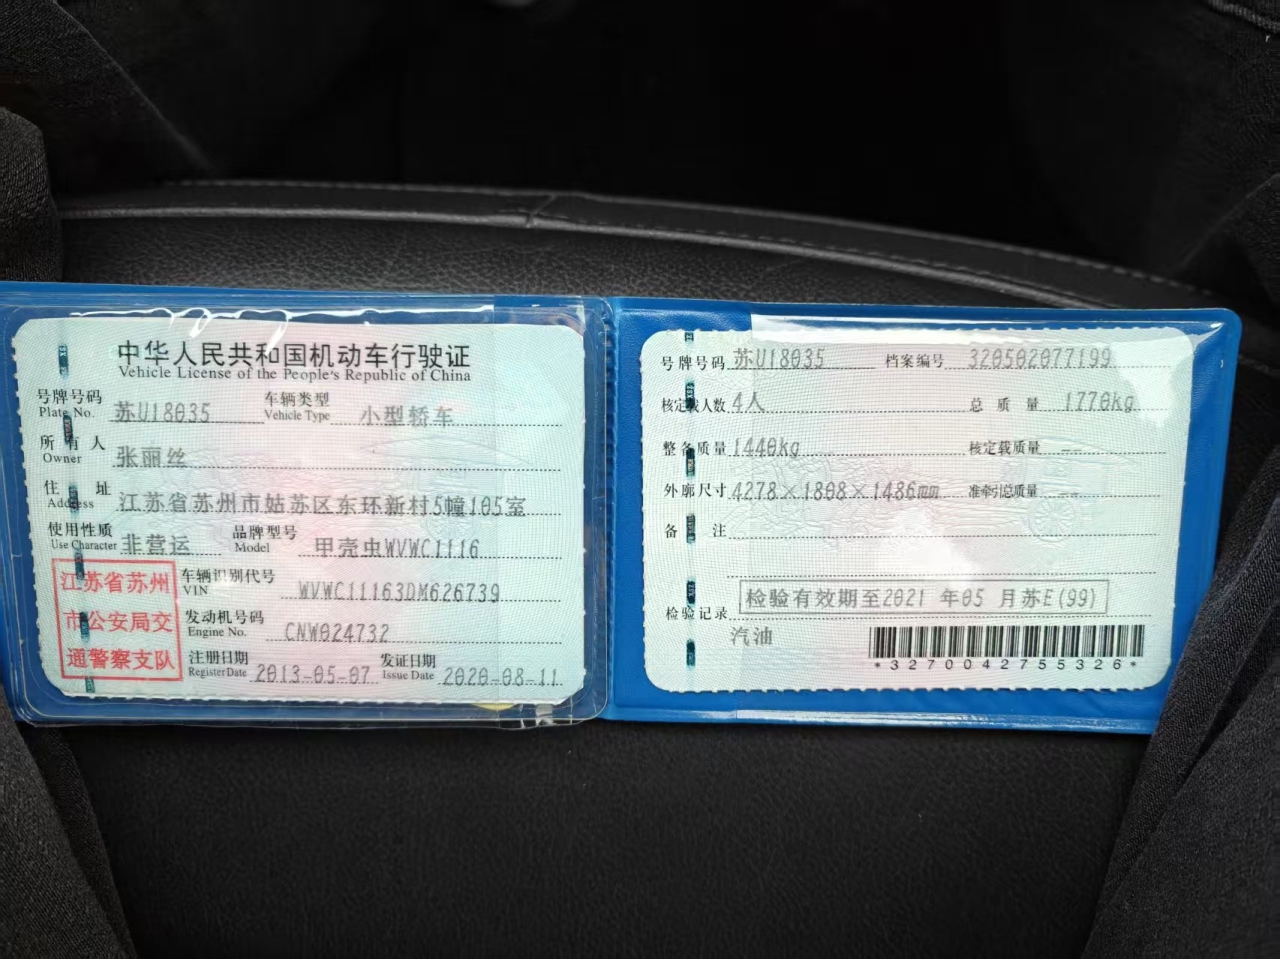 中华人民共和国机动车行驶证
Vehicle License of the People's Republic of China
号牌号码 苏U18035 车辆类型 小型轿车
Plate No. Vehicle Type
所有人 张丽丝
Owner
住址 江苏省苏州市姑苏区东环新村5幢105室
Address
使用性质 非营运 品牌型号 甲壳虫WVWC1116
Use Character Model
江苏省苏州
市公安局交
通警察支队
车辆识别代号 WVWC11163DM626739
VIN
发动机号码 CNW024732
Engine No.
注册日期 2013-05-07 发证日期 2020-08-11
Register Date Issue Date
号牌号码 苏U18035 档案编号 320502077199
核定载人数 4人 总质量 1770kg
整备质量 1440kg 核定载质量 --
外廓尺寸 4278×1808×1486mm 准牵引总质量 --
备注
检验记录 检验有效期至2021年05月苏E(99)
汽油
*3270042755326*